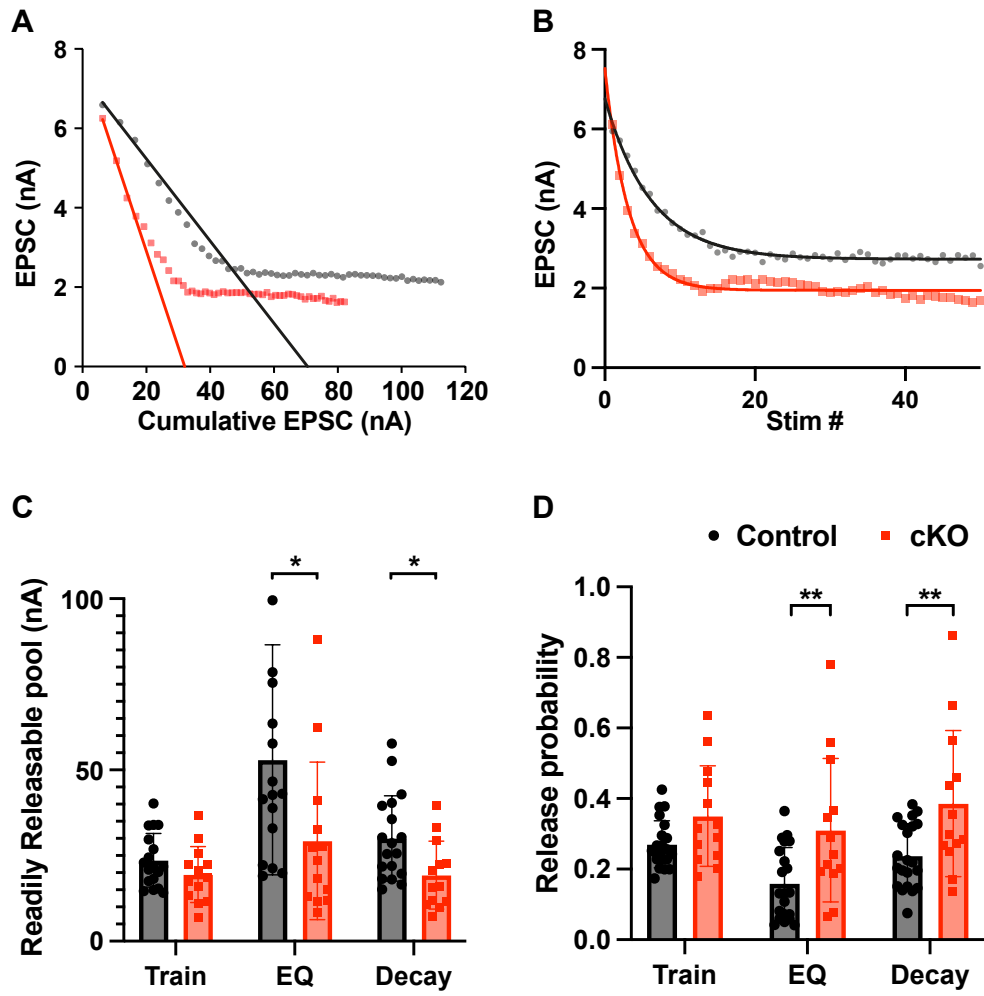 A
8
6
4
2
0
EPSC (nA)
0 20 40 60 80 100 120
Cumulative EPSC (nA)
B
8
6
4
2
0
EPSC (nA)
0 20 40
Stim #
C
100
50
0
Readily Releasable pool (nA)
* *
Train EQ Decay
D
Control cKO
1.0
0.8
0.6
0.4
0.2
0.0
Release probability
** **
Train EQ Decay